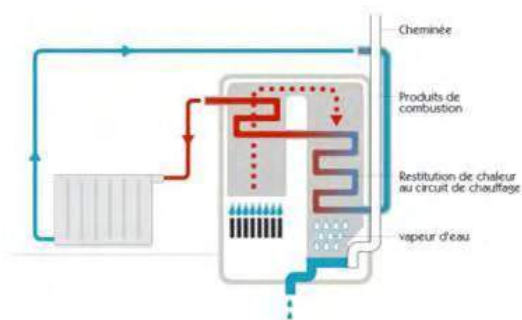 Cheminée
Produits de
combustion
Restitution de chaleur
au circuit de chauffage
vapeur d'eau